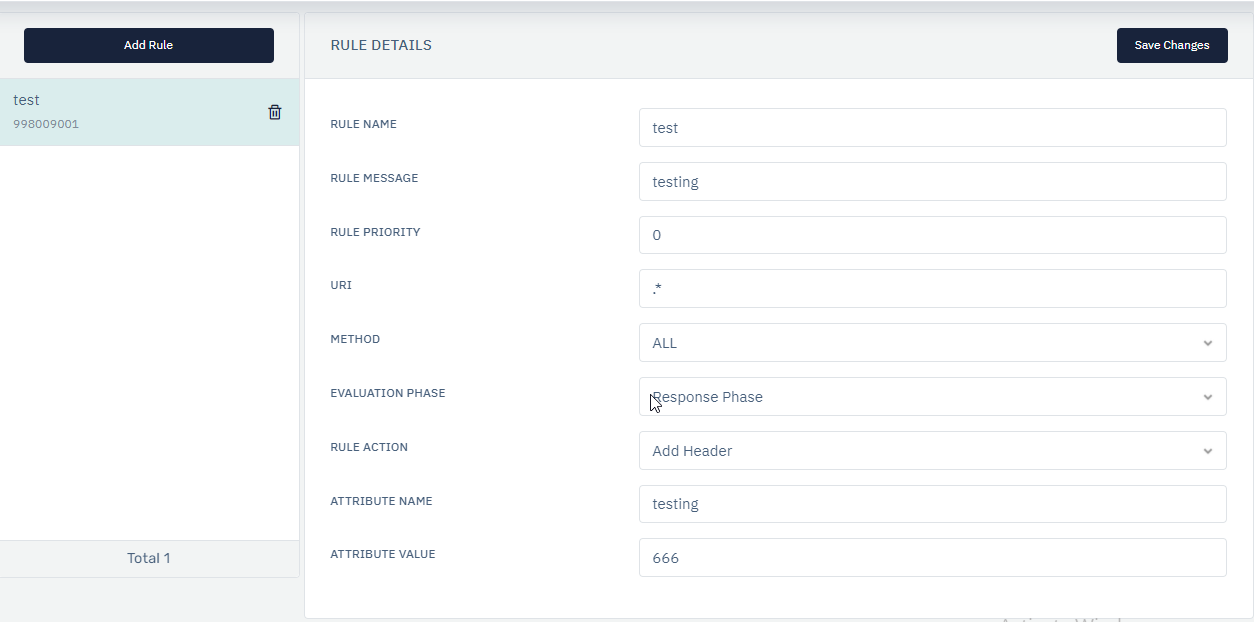 Add Rule
test
998009001
Total 1
RULE DETAILS
Save Changes
RULE NAME
test
RULE MESSAGE
testing
RULE PRIORITY
0
URI
.*
METHOD
ALL
EVALUATION PHASE
Response Phase
RULE ACTION
Add Header
ATTRIBUTE NAME
testing
ATTRIBUTE VALUE
666